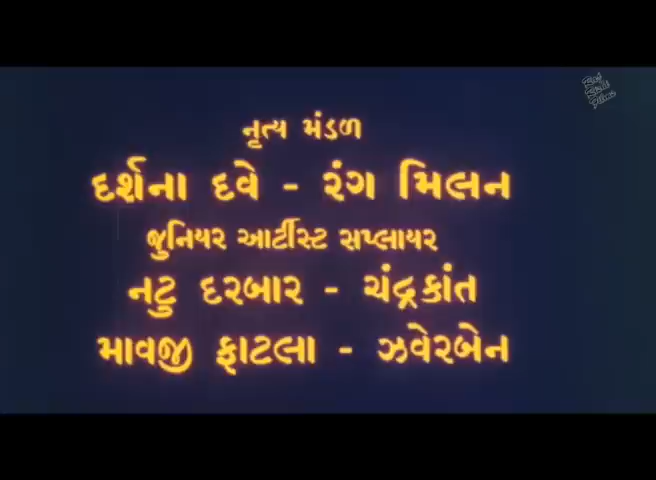 નૃત્ય મંડળ
દર્શના દવે - રંગ મિલન
જુનિયર આર્ટીસ્ટ સપ્લાયર
નટુ દરબાર - ચંદ્રકાંત
માવજી ફાટલા - ઝવેરબેન